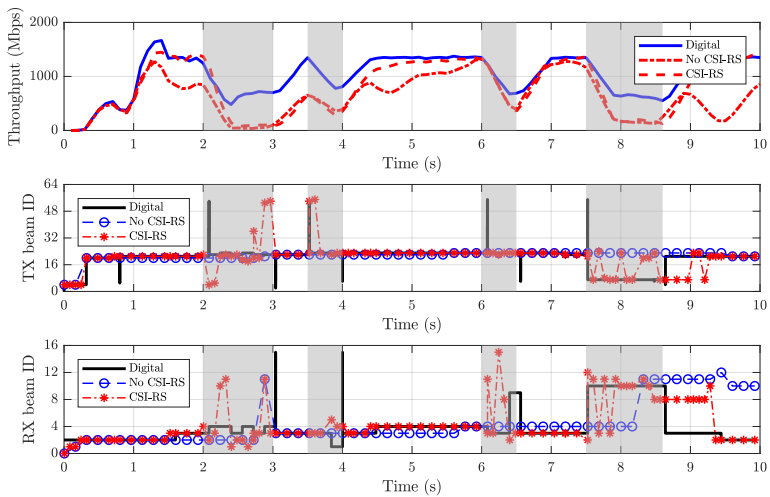 2000
1000
0
Throughput (Mbps)
Digital
No CSI-RS
CSI-RS
0 1 2 3 4 5 6 7 8 9 10
Time (s)
64
48
32
16
0
TX beam ID
Digital
No CSI-RS
CSI-RS
0 1 2 3 4 5 6 7 8 9 10
Time (s)
16
12
8
4
0
RX beam ID
Digital
No CSI-RS
CSI-RS
0 1 2 3 4 5 6 7 8 9 10
Time (s)